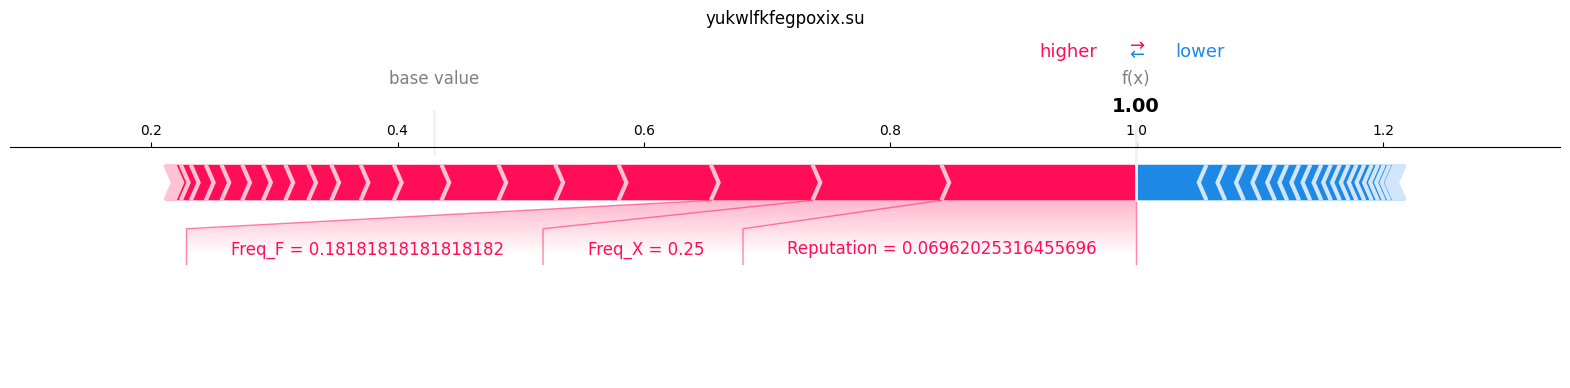 yukwlfkfegpoxix.su
higher ⇄ lower
base value f(x)
1.00
0.2 0.4 0.6 0.8 1 0 1.2
Freq_F = 0.18181818181818182 Freq_X = 0.25 Reputation = 0.06962025316455696